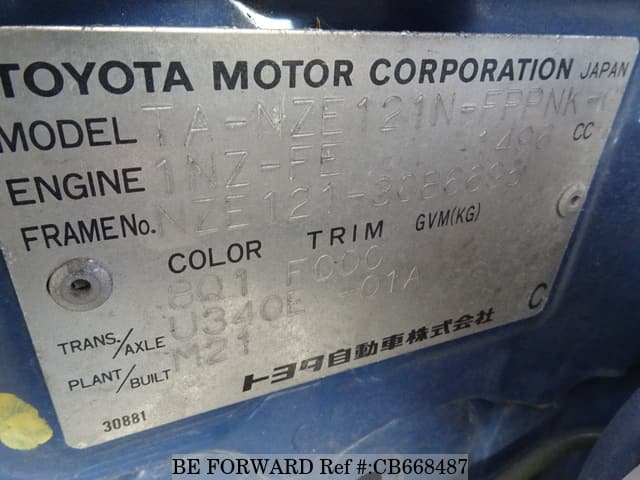 TOYOTA MOTOR CORPORATION JAPAN
MODEL TA-NZE121N-FPPNK-
ENGINE 1NZ-FE 1496 CC
FRAME No. NZE121-
COLOR TRIM GVM(KG)
8Q1 FC00
TRANS./AXLE U340E -01A
PLANT/BUILT M21
C
トヨタ自動車株式会社
30881
BE FORWARD Ref #:CB668487